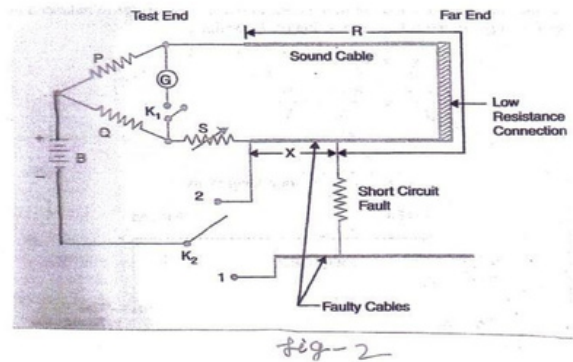 Test End
Far End
R
P
Sound Cable
G
K1
Q
S
Low
Resistance
Connection
+
B
X
−
2
Short Circuit
Fault
K2
1
Faulty Cables
fig-2